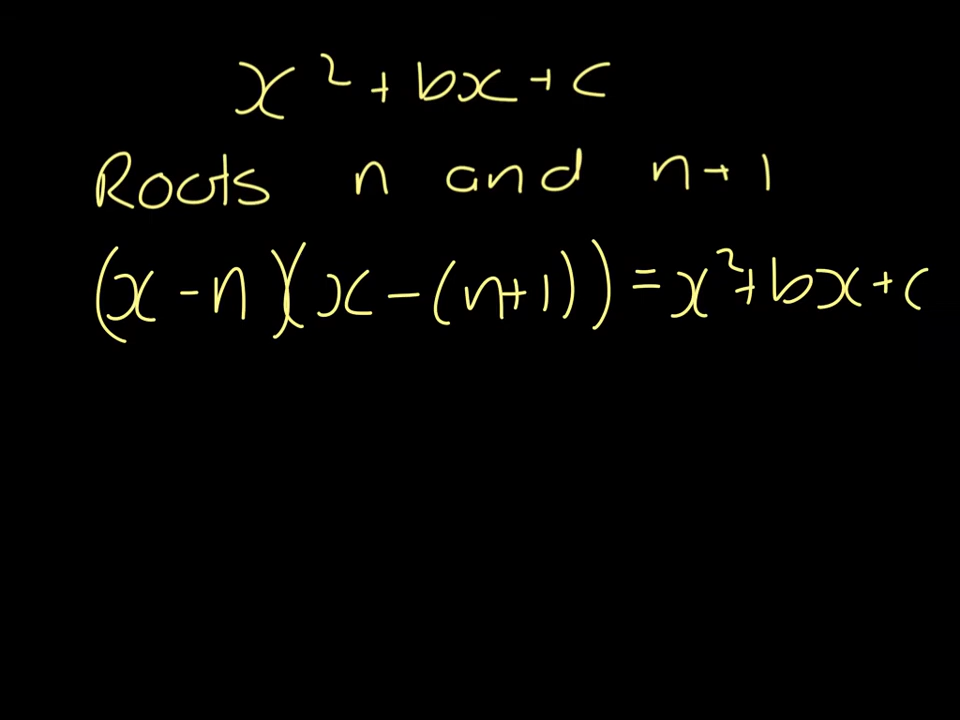 x² + bx + c
Roots n and n + 1
(x - n)(x - (n+1)) = x² + bx + c